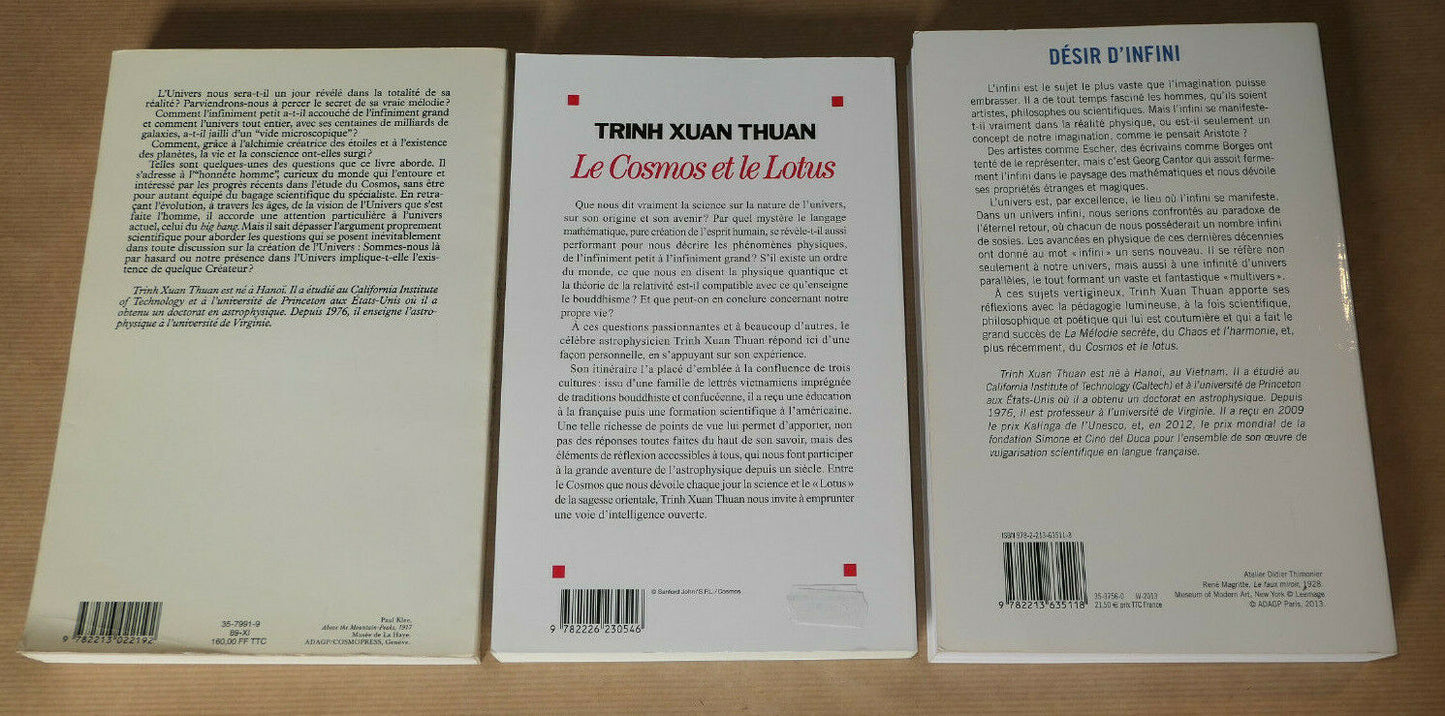 L'Univers nous sera-t-il un jour révélé dans la totalité de sa
réalité? Parviendrons-nous à percer le secret de sa vraie mélodie?
Comment l'infiniment petit a-t-il accouché de l'infiniment grand
et comment l'univers tout entier, avec ses centaines de milliards de
galaxies, a-t-il jailli d'un "vide microscopique"?
Comment, grâce à l'alchimie créatrice des étoiles et à l'existence
des planètes, la vie et la conscience ont-elles surgi?
Telles sont quelques-unes des questions que ce livre aborde. Il
s'adresse à l'"honnête homme", curieux du monde qui l'entoure et
intéressé par les progrès récents dans l'étude du Cosmos, sans être
pour autant équipé du bagage scientifique du spécialiste. En retra-
çant l'évolution, à travers les âges, de la vision de l'Univers que s'est
faite l'homme, il accorde une attention particulière à l'univers
actuel, celui du big bang. Mais il sait dépasser l'argument proprement
scientifique pour aborder les questions qui se posent inévitablement
dans toute discussion sur la création de l'Univers : Sommes-nous là
par hasard ou notre présence dans l'Univers implique-t-elle l'exis-
tence de quelque Créateur?
Trinh Xuan Thuan est né à Hanoï. Il a étudié au California Institute
of Technology et à l'université de Princeton aux États-Unis où il a
obtenu un doctorat en astrophysique. Depuis 1976, il enseigne l'astro-
physique à l'université de Virginie.
9 782213 022192
35-7991-9
89-XI
160,00 FF TTC
Paul Klee,
Above the Mountain-Peaks, 1917
Musée de La Haye.
ADAGP/COSMOPRESS, Genève.
TRINH XUAN THUAN
Le Cosmos et le Lotus
Que nous dit vraiment la science sur la nature de l'univers,
sur son origine et son avenir? Par quel mystère le langage
mathématique, pure création de l'esprit humain, se révèle-t-il aussi
performant pour nous décrire les phénomènes physiques,
de l'infiniment petit à l'infiniment grand? S'il existe un ordre
du monde, ce que nous en disent la physique quantique et
la théorie de la relativité est-il compatible avec ce qu'enseigne
le bouddhisme? Et que peut-on en conclure concernant notre
propre vie?
À ces questions passionnantes et à beaucoup d'autres, le
célèbre astrophysicien Trinh Xuan Thuan répond ici d'une
façon personnelle, en s'appuyant sur son expérience.
Son itinéraire l'a placé d'emblée à la confluence de trois
cultures : issu d'une famille de lettrés vietnamiens imprégnée
de traditions bouddhiste et confucéenne, il a reçu une éducation
à la française puis une formation scientifique à l'américaine.
Une telle richesse de points de vue lui permet d'apporter, non
pas des réponses toutes faites du haut de son savoir, mais des
éléments de réflexion accessibles à tous, qui nous font participer
à la grande aventure de l'astrophysique depuis un siècle. Entre
le Cosmos que nous dévoile chaque jour la science et le « Lotus »
de la sagesse orientale, Trinh Xuan Thuan nous invite à emprunter
une voie d'intelligence ouverte.
© Sanford John / S.P.L. / Cosmos
9 782226 230546
DÉSIR D'INFINI
L'infini est le sujet le plus vaste que l'imagination puisse
embrasser. Il a de tout temps fasciné les hommes, qu'ils soient
artistes, philosophes ou scientifiques. Mais l'infini se manifeste-
t-il vraiment dans la réalité physique, ou est-il seulement un
concept de notre imagination, comme le pensait Aristote ?
Des artistes comme Escher, des écrivains comme Borges ont
tenté de le représenter, mais c'est Georg Cantor qui assoit ferme-
ment l'infini dans le paysage des mathématiques et nous dévoile
ses propriétés étranges et magiques.
L'univers est, par excellence, le lieu où l'infini se manifeste.
Dans un univers infini, nous serions confrontés au paradoxe de
l'éternel retour, où chacun de nous posséderait un nombre infini
de sosies. Les avancées en physique de ces dernières décennies
ont donné au mot « infini » un sens nouveau. Il se réfère non
seulement à notre univers, mais aussi à une infinité d'univers
parallèles, le tout formant un vaste et fantastique « multivers ».
À ces sujets vertigineux, Trinh Xuan Thuan apporte ses
réflexions avec la pédagogie lumineuse, à la fois scientifique,
philosophique et poétique qui lui est coutumière et qui a fait le
grand succès de La Mélodie secrète, du Chaos et l'harmonie, et,
plus récemment, du Cosmos et le lotus.
Trinh Xuan Thuan est né à Hanoi, au Vietnam. Il a étudié au
California Institute of Technology (Caltech) et à l'université de Princeton
aux États-Unis où il a obtenu un doctorat en astrophysique. Depuis
1976, il est professeur à l'université de Virginie. Il a reçu en 2009
le prix Kalinga de l'Unesco, et, en 2012, le prix mondial de la
fondation Simone et Cino del Duca pour l'ensemble de son œuvre de
vulgarisation scientifique en langue française.
ISBN 978-2-213-63511-8
9 782213 635118
35-0756-0 IV-2013
21,50 € prix TTC France
Atelier Didier Thimonier
René Magritte, Le faux miroir, 1928.
Museum of Modern Art, New York © Leemage
© ADAGP Paris, 2013.